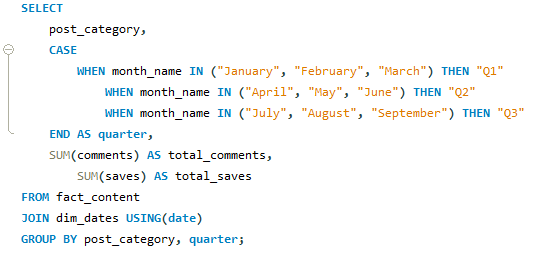 SELECT
post_category,
CASE
WHEN month_name IN ("January", "February", "March") THEN "Q1"
WHEN month_name IN ("April", "May", "June") THEN "Q2"
WHEN month_name IN ("July", "August", "September") THEN "Q3"
END AS quarter,
SUM(comments) AS total_comments,
SUM(saves) AS total_saves
FROM fact_content
JOIN dim_dates USING(date)
GROUP BY post_category, quarter;